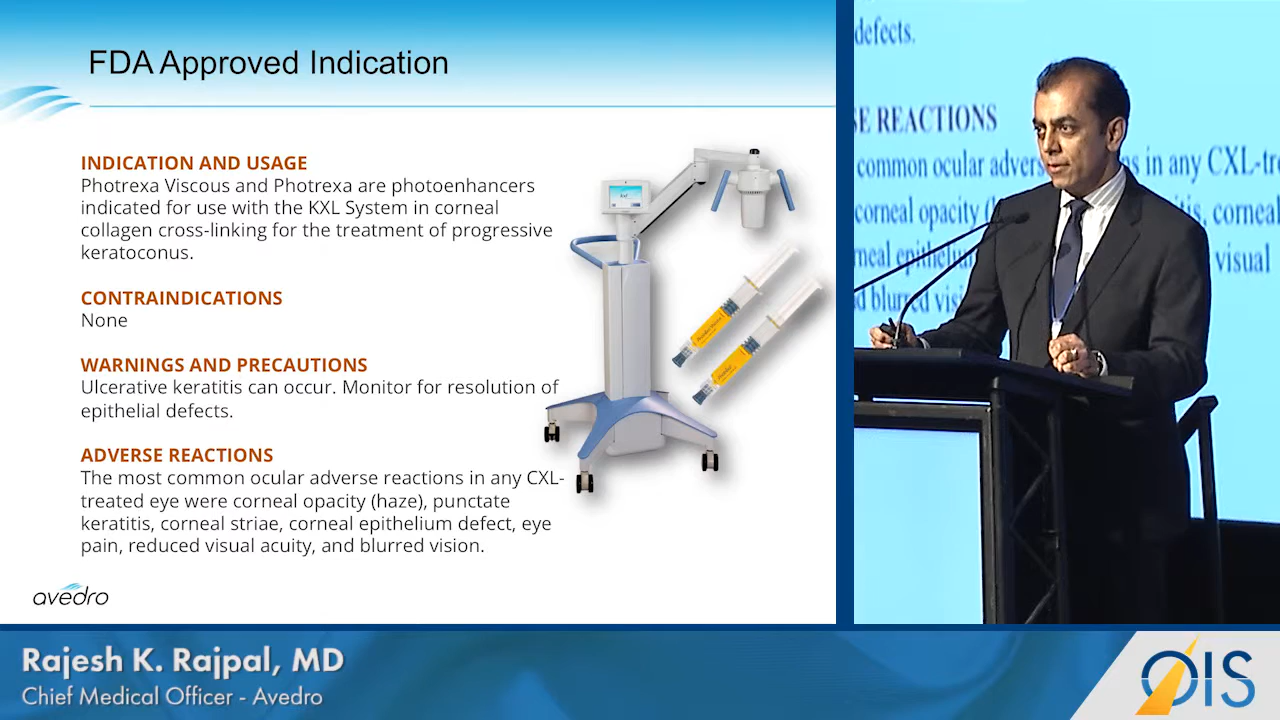 FDA Approved Indication
INDICATION AND USAGE
Photrexa Viscous and Photrexa are photoenhancers
indicated for use with the KXL System in corneal
collagen cross-linking for the treatment of progressive
keratoconus.
CONTRAINDICATIONS
None
WARNINGS AND PRECAUTIONS
Ulcerative keratitis can occur. Monitor for resolution of
epithelial defects.
ADVERSE REACTIONS
The most common ocular adverse reactions in any CXL-
treated eye were corneal opacity (haze), punctate
keratitis, corneal striae, corneal epithelium defect, eye
pain, reduced visual acuity, and blurred vision.
avedro
defects.
SE REACTIONS
common ocular adverse reactions in any CXL-tre
corneal opacity (h itis, corneal
rneal epithelium visual
d blurred visi
Rajesh K. Rajpal, MD
Chief Medical Officer - Avedro
OIS